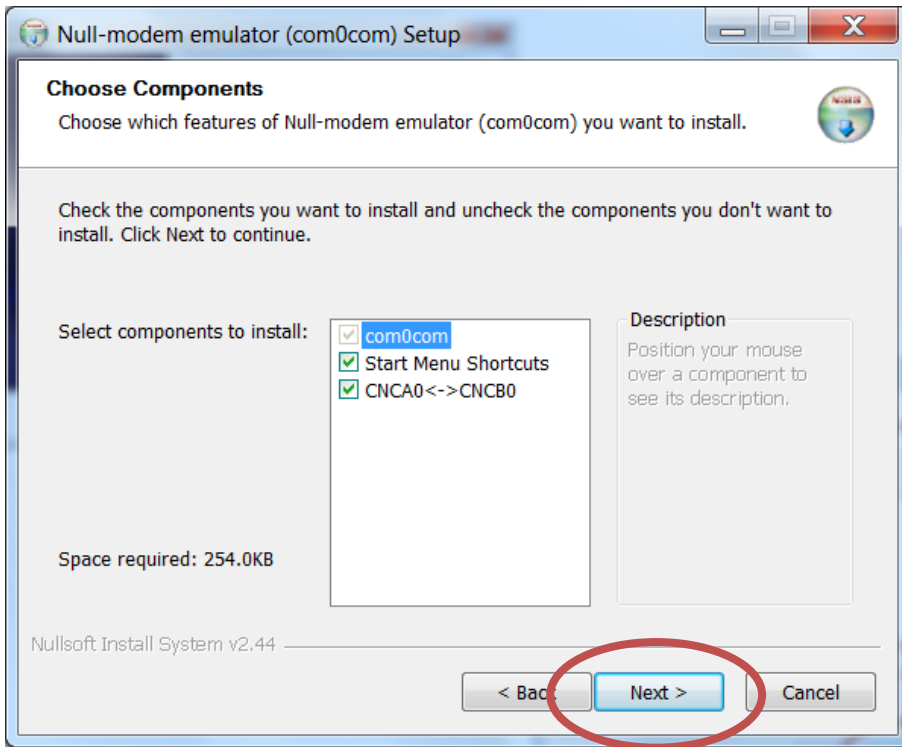 Null-modem emulator (com0com) Setup
Choose Components
Choose which features of Null-modem emulator (com0com) you want to install.
NSIS
Check the components you want to install and uncheck the components you don't want to
install. Click Next to continue.
Select components to install:
com0com
Start Menu Shortcuts
CNCA0<->CNCB0
Description
Position your mouse
over a component to
see its description.
Space required: 254.0KB
Nullsoft Install System v2.44
< Back
Next >
Cancel